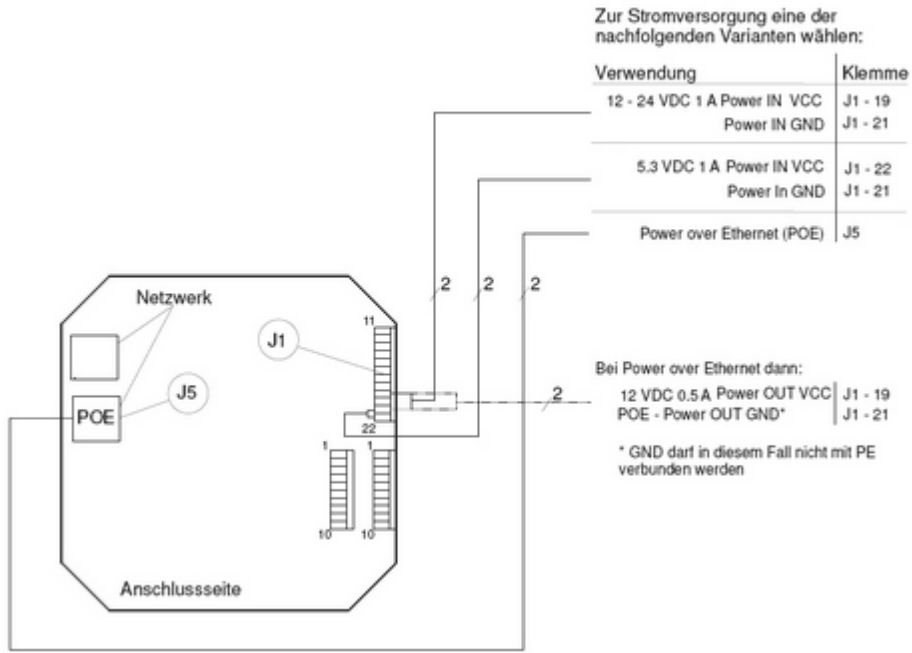 Zur Stromversorgung eine der
nachfolgenden Varianten wählen:
Verwendung Klemme
12 - 24 VDC 1 A Power IN VCC J1 - 19
Power IN GND J1 - 21
5.3 VDC 1 A Power IN VCC J1 - 22
Power In GND J1 - 21
Power over Ethernet (POE) J5
2 2 2
Netzwerk
11
J1
J5
POE
22
1 1
10 10
Anschlussseite
2
Bei Power over Ethernet dann:
12 VDC 0.5 A Power OUT VCC J1 - 19
POE - Power OUT GND* J1 - 21
* GND darf in diesem Fall nicht mit PE
verbunden werden